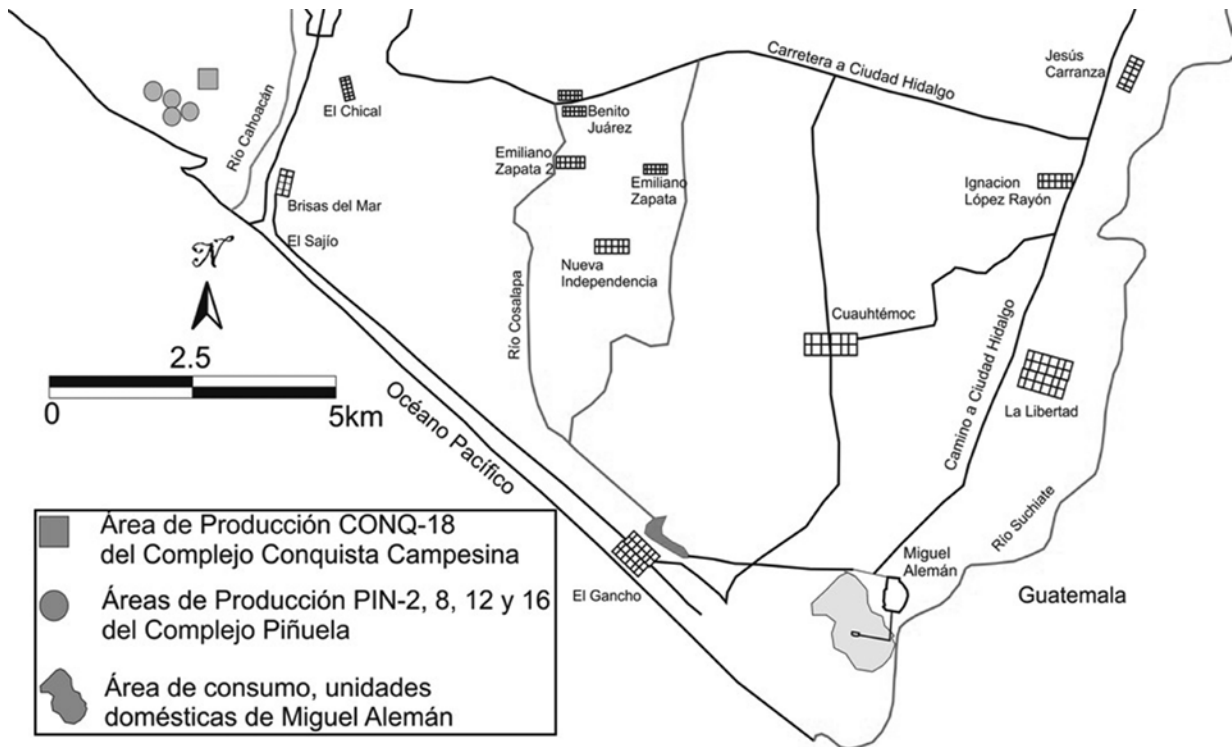 Carretera a Ciudad Hidalgo
Jesús
Carranza
Río Cahoacán
El Chical
Benito
Juárez
Emiliano
Zapata 2
Emiliano
Zapata
Ignacion
López Rayón
Brisas del Mar
El Sajío
N
Nueva
Independencia
Río Cosalapa
Cuauhtémoc
Camino a Ciudad Hidalgo
La Libertad
2.5
0
5km
Océano Pacífico
Río Suchiate
Miguel
Alemán
El Gancho
Guatemala
Área de Producción CONQ-18
del Complejo Conquista Campesina
Áreas de Producción PIN-2, 8, 12 y 16
del Complejo Piñuela
Área de consumo, unidades
domésticas de Miguel Alemán